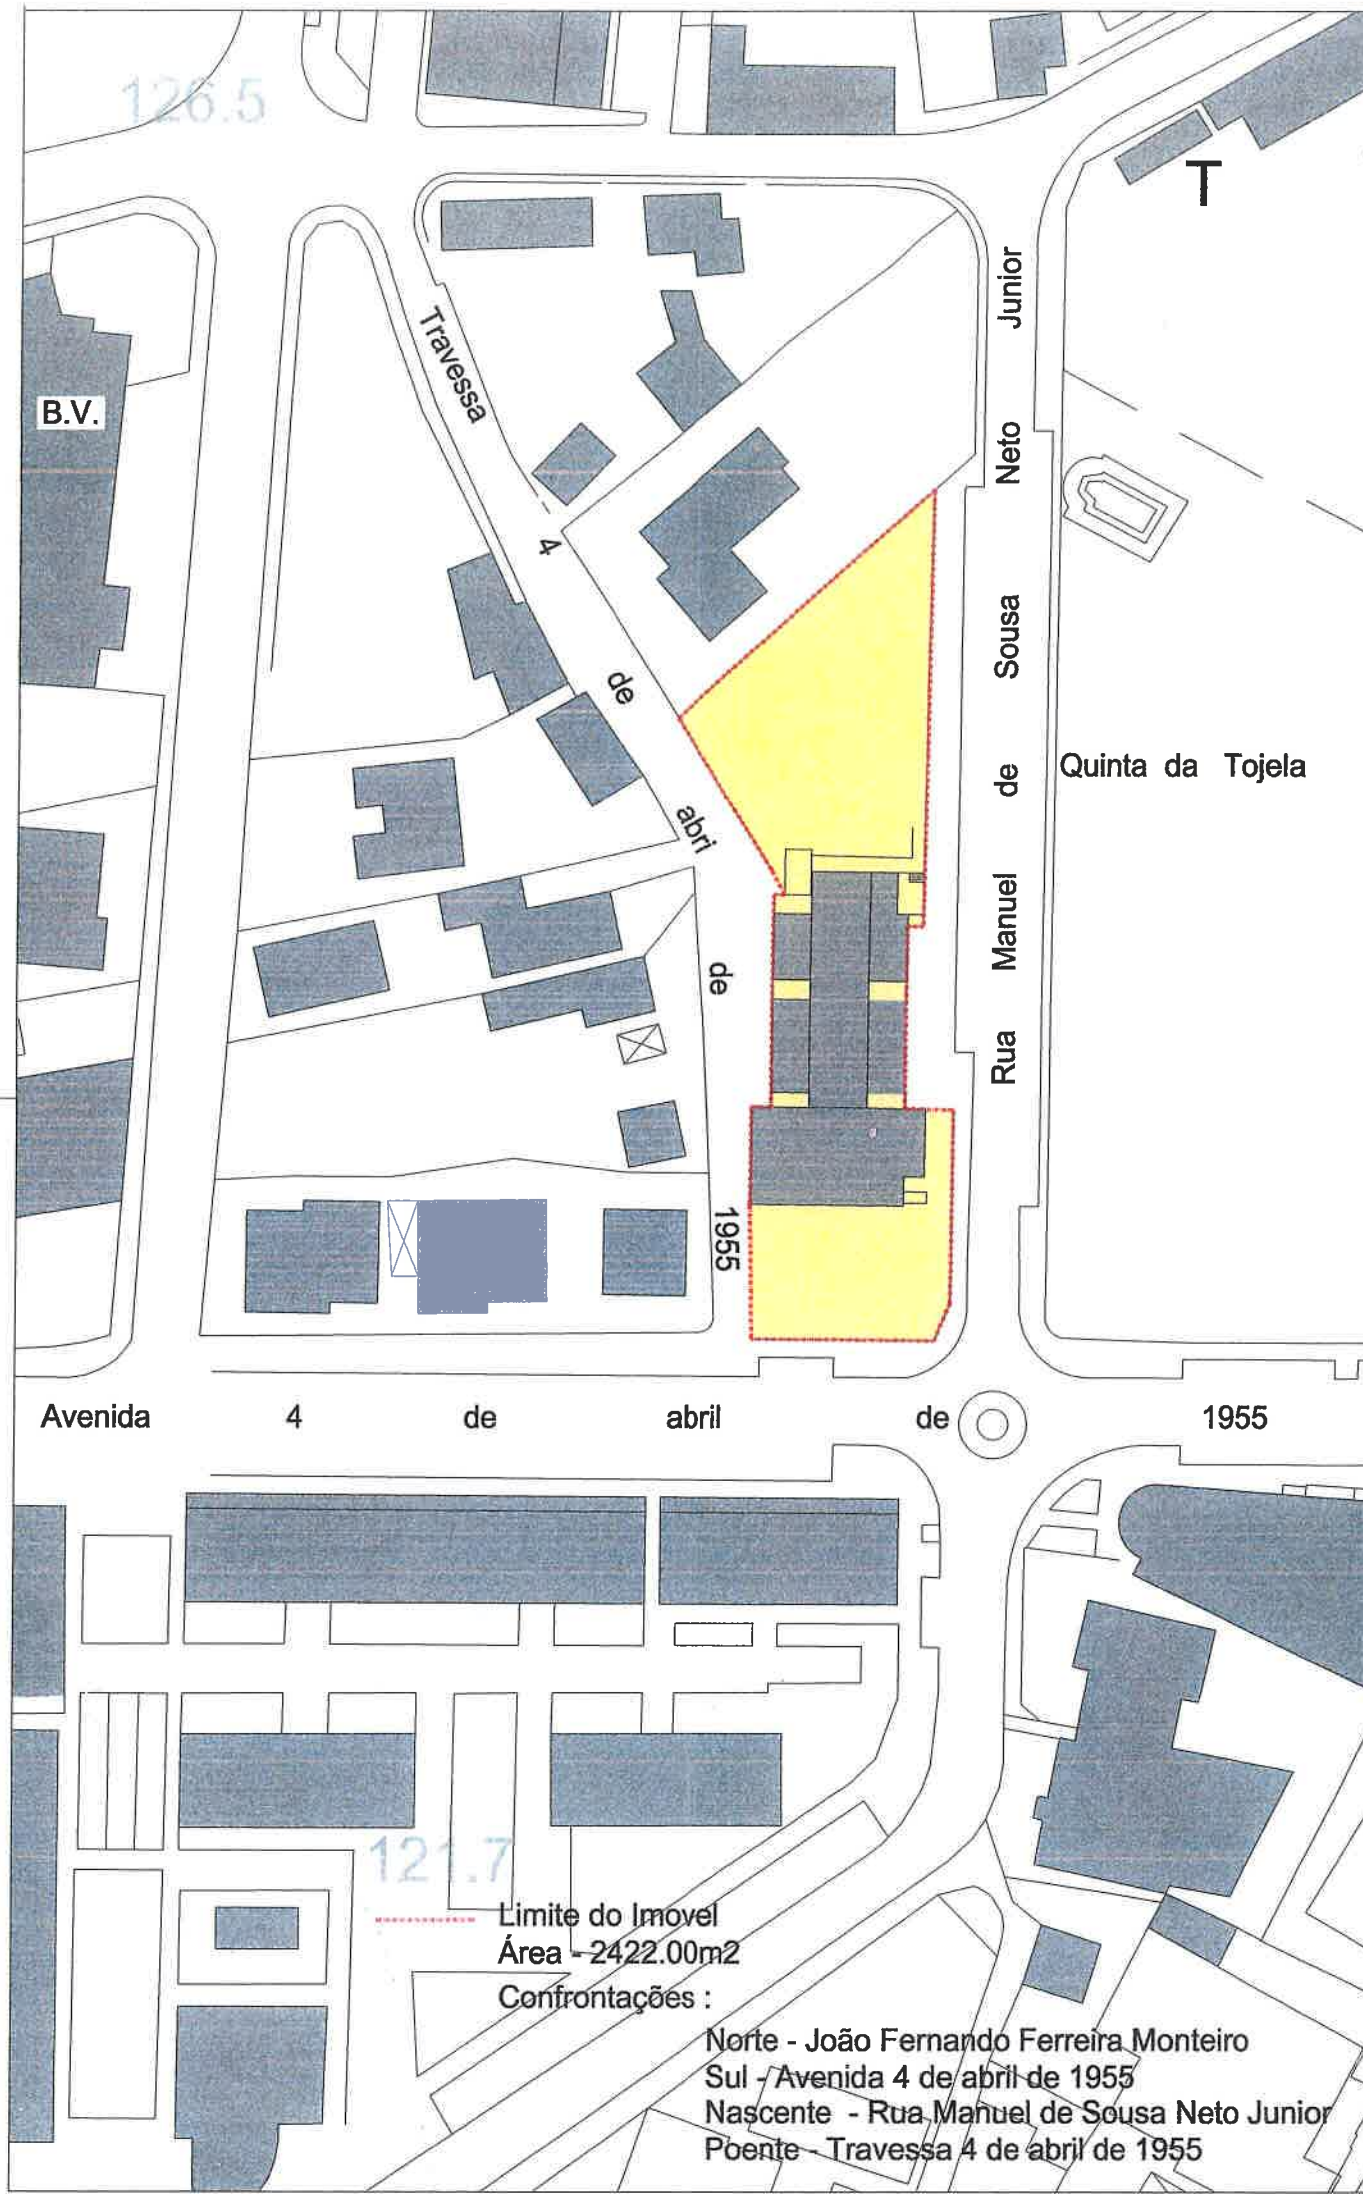 126.5
T
Travessa 4 de abri de 1955
B.V.
Rua Manuel de Sousa Neto Junior
Quinta da Tojela
Avenida 4 de abril de 1955
121.7
Limite do Imovel
Área - 2422.00m2
Confrontações :
Norte - João Fernando Ferreira Monteiro
Sul - Avenida 4 de abril de 1955
Nascente - Rua Manuel de Sousa Neto Junior
Poente - Travessa 4 de abril de 1955